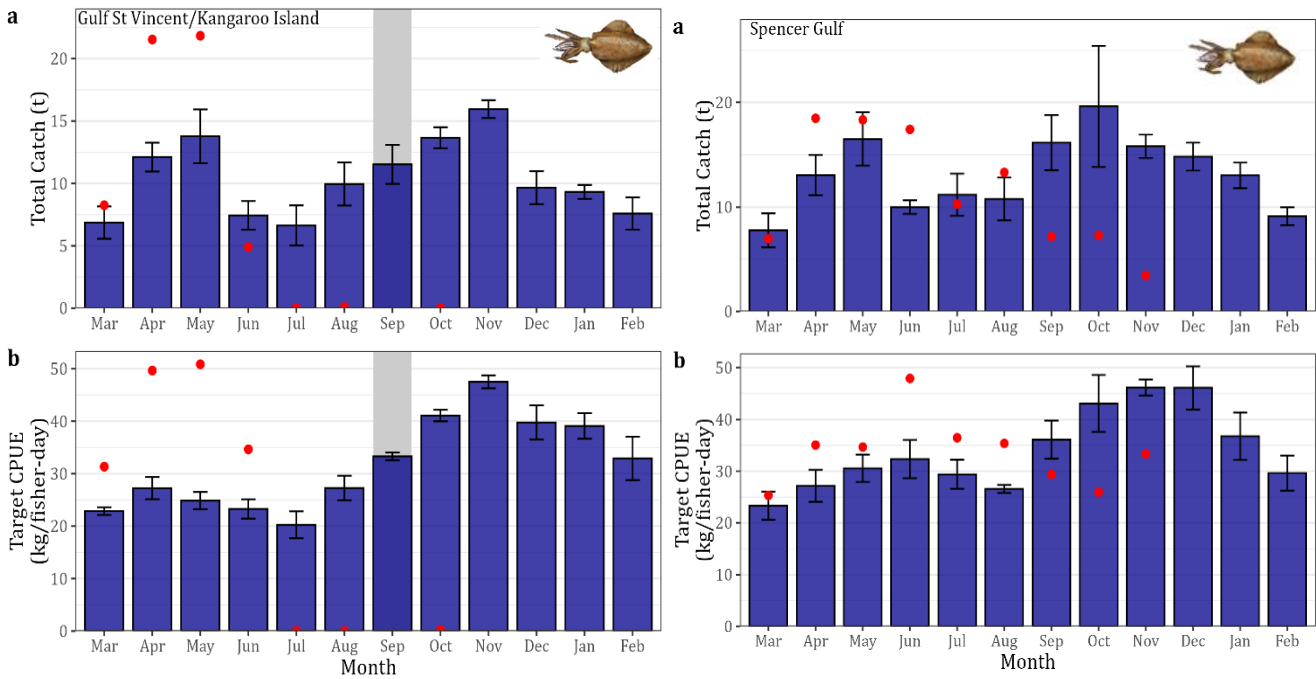 a
Gulf St Vincent/Kangaroo Island
Total Catch (t)
20
15
10
5
0
Mar Apr May Jun Jul Aug Sep Oct Nov Dec Jan Feb
b
Target CPUE
(kg/fisher-day)
50
40
30
20
10
0
Mar Apr May Jun Jul Aug Sep Oct Nov Dec Jan Feb
Month
a
Spencer Gulf
Total Catch (t)
20
10
0
Mar Apr May Jun Jul Aug Sep Oct Nov Dec Jan Feb
b
Target CPUE
(kg/fisher-day)
50
40
30
20
10
0
Mar Apr May Jun Jul Aug Sep Oct Nov Dec Jan Feb
Month